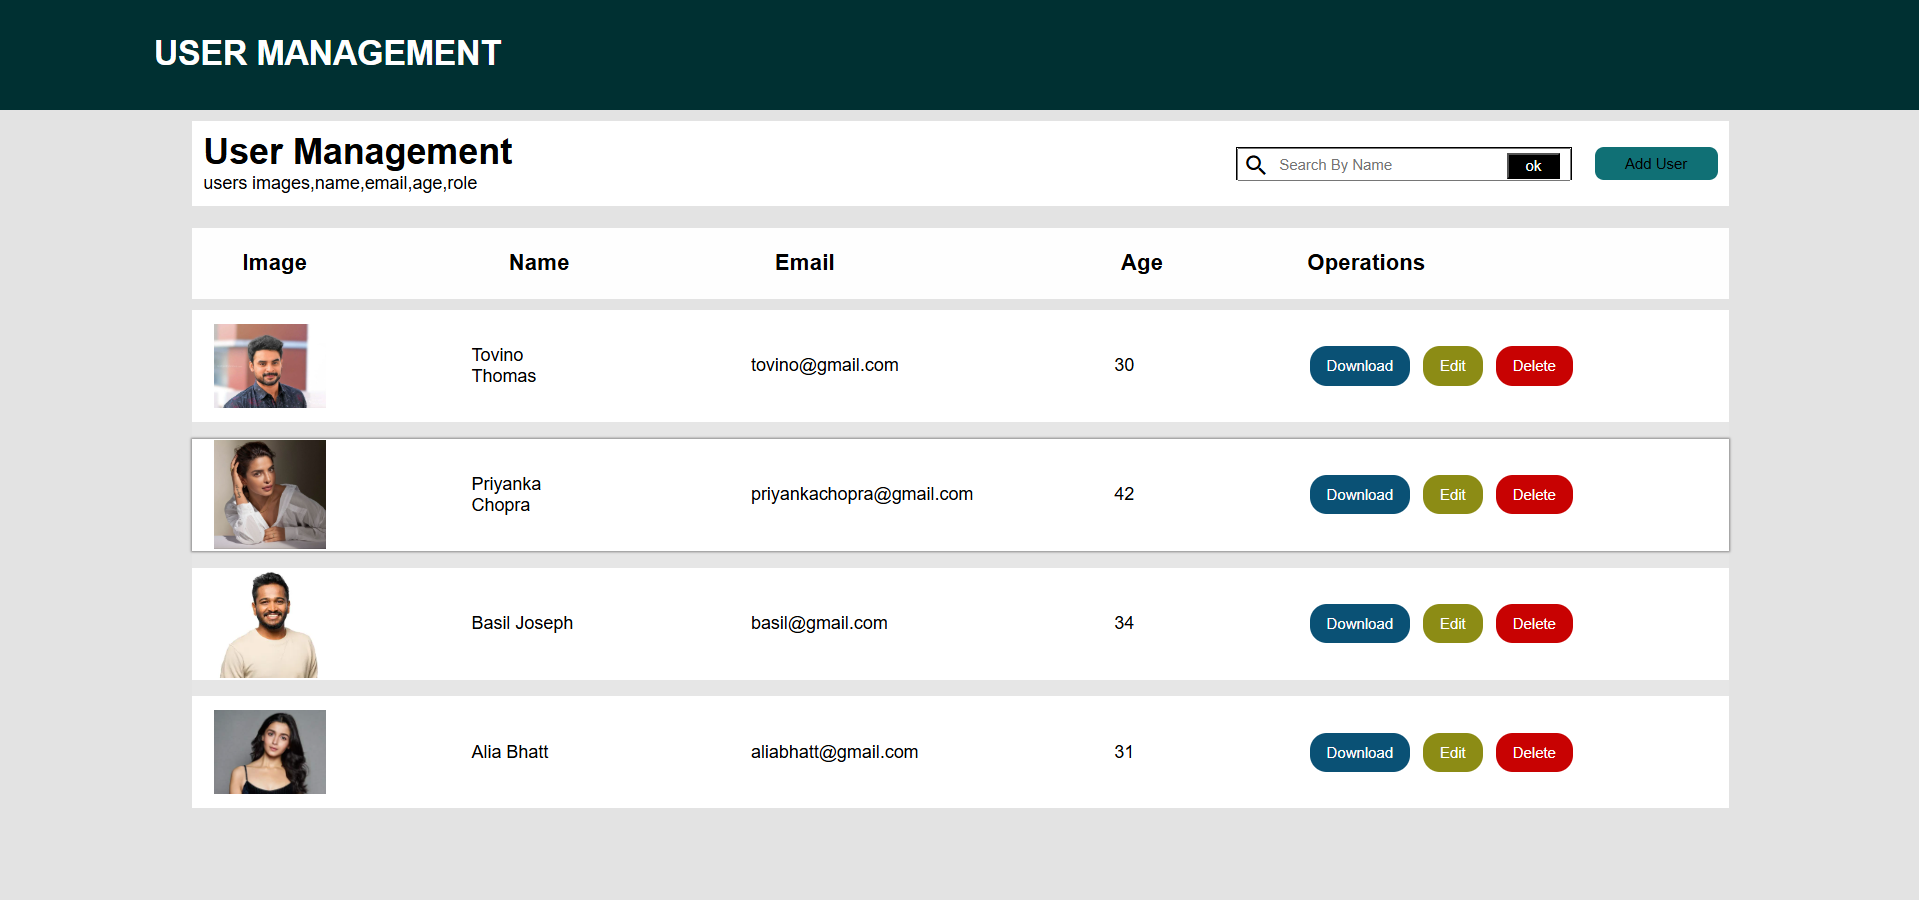 USER MANAGEMENT
User Management
users images,name,email,age,role
Search By Name
ok
Add User
Image Name Email Age Operations
Tovino
Thomas
tovino@gmail.com 30 Download Edit Delete
Priyanka
Chopra
priyankachopra@gmail.com 42 Download Edit Delete
Basil Joseph basil@gmail.com 34 Download Edit Delete
Alia Bhatt aliabhatt@gmail.com 31 Download Edit Delete